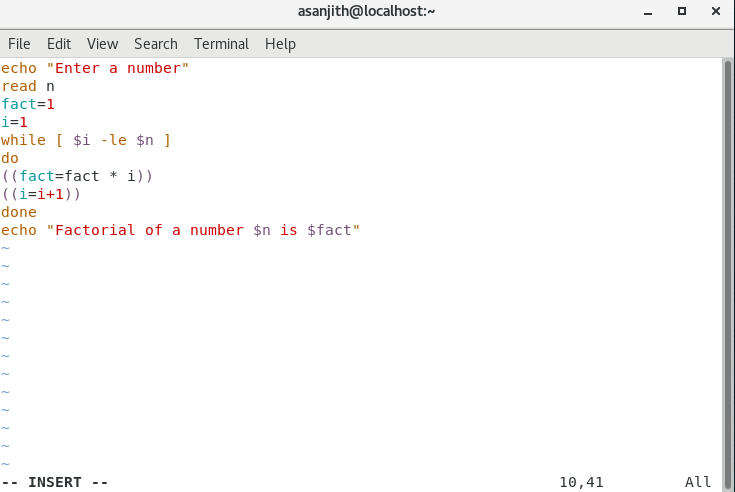 asanjith@localhost:~
File Edit View Search Terminal Help
echo "Enter a number"
read n
fact=1
i=1
while [ $i -le $n ]
do
((fact=fact * i))
((i=i+1))
done
echo "Factorial of a number $n is $fact"
~
~
~
~
~
~
~
~
~
~
~
~
~
-- INSERT -- 10,41 All